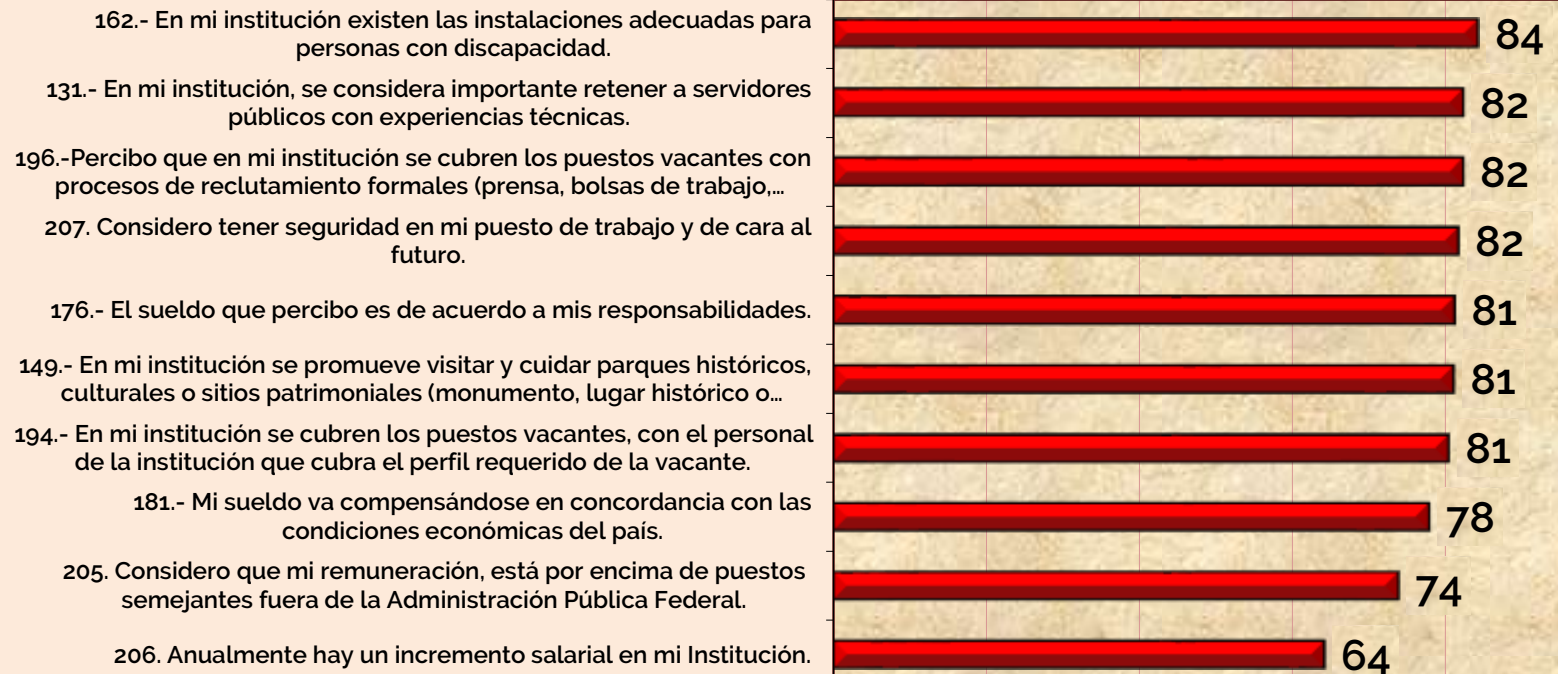 162.- En mi institución existen las instalaciones adecuadas para
personas con discapacidad.
84
131.- En mi institución, se considera importante retener a servidores
públicos con experiencias técnicas.
82
196.-Percibo que en mi institución se cubren los puestos vacantes con
procesos de reclutamiento formales (prensa, bolsas de trabajo,...
82
207. Considero tener seguridad en mi puesto de trabajo y de cara al
futuro.
82
176.- El sueldo que percibo es de acuerdo a mis responsabilidades.
81
149.- En mi institución se promueve visitar y cuidar parques históricos,
culturales o sitios patrimoniales (monumento, lugar histórico o...
81
194.- En mi institución se cubren los puestos vacantes, con el personal
de la institución que cubra el perfil requerido de la vacante.
81
181.- Mi sueldo va compensándose en concordancia con las
condiciones económicas del país.
78
205. Considero que mi remuneración, está por encima de puestos
semejantes fuera de la Administración Pública Federal.
74
206. Anualmente hay un incremento salarial en mi Institución.
64